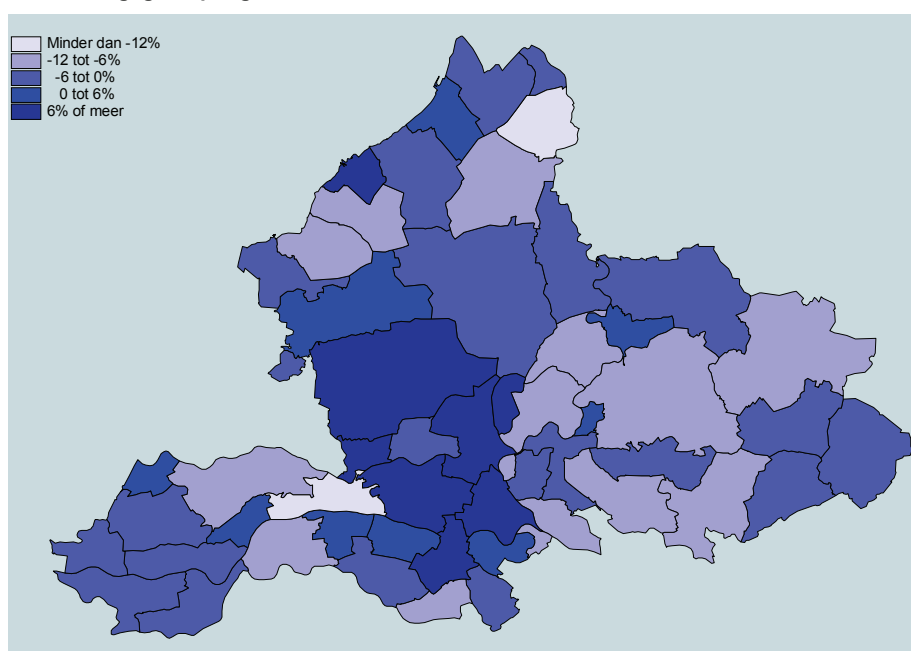 Minder dan -12%
-12 tot -6%
-6 tot 0%
0 tot 6%
6% of meer